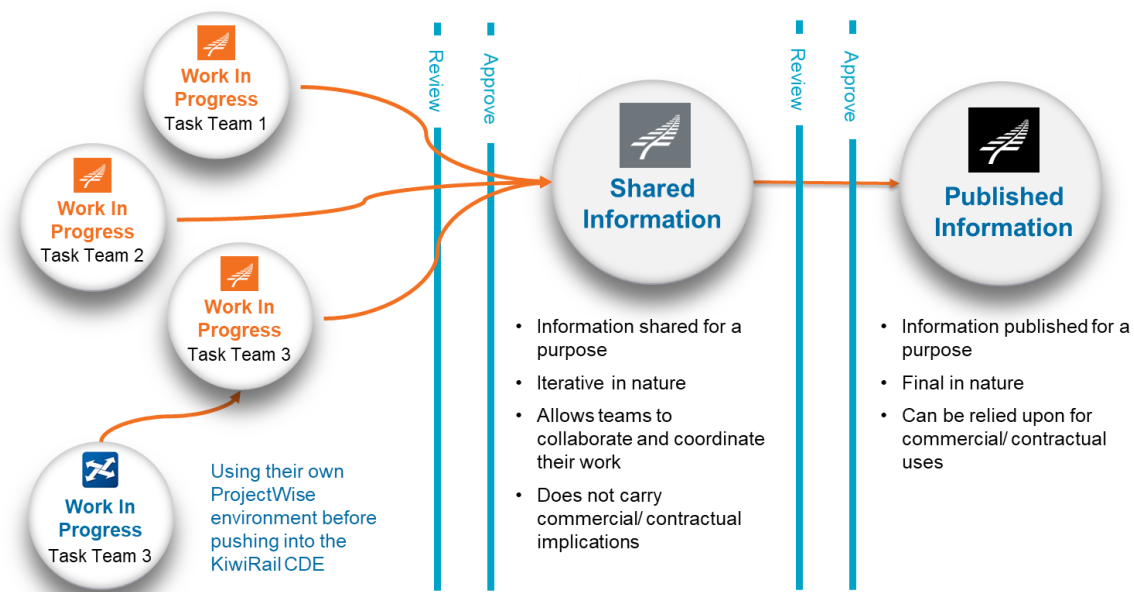 Work In
Progress
Task Team 1
Work In
Progress
Task Team 2
Work In
Progress
Task Team 3
Work In
Progress
Task Team 3
Using their own
ProjectWise
environment before
pushing into the
KiwiRail CDE
Review
Approve
Shared
Information
• Information shared for a
purpose
• Iterative in nature
• Allows teams to
collaborate and coordinate
their work
• Does not carry
commercial/ contractual
implications
Review
Approve
Published
Information
• Information published for a
purpose
• Final in nature
• Can be relied upon for
commercial/ contractual
uses